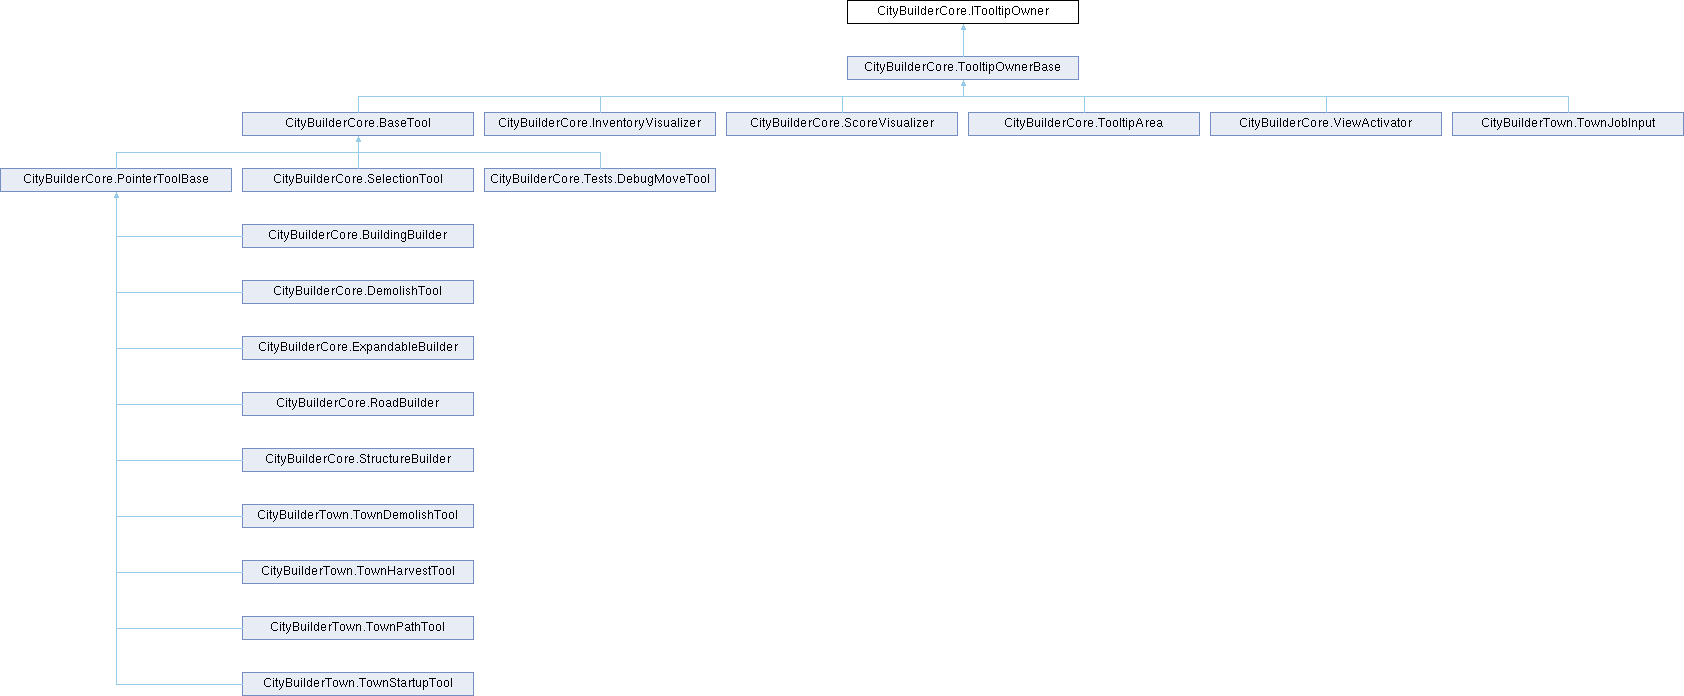 CityBuilderCore.ITooltipOwner
CityBuilderCore.TooltipOwnerBase
CityBuilderCore.BaseTool
CityBuilderCore.InventoryVisualizer
CityBuilderCore.ScoreVisualizer
CityBuilderCore.TooltipArea
CityBuilderCore.ViewActivator
CityBuilderTown.TownJobInput
CityBuilderCore.PointerToolBase
CityBuilderCore.SelectionTool
CityBuilderCore.Tests.DebugMoveTool
CityBuilderCore.BuildingBuilder
CityBuilderCore.DemolishTool
CityBuilderCore.ExpandableBuilder
CityBuilderCore.RoadBuilder
CityBuilderCore.StructureBuilder
CityBuilderTown.TownDemolishTool
CityBuilderTown.TownHarvestTool
CityBuilderTown.TownPathTool
CityBuilderTown.TownStartupTool